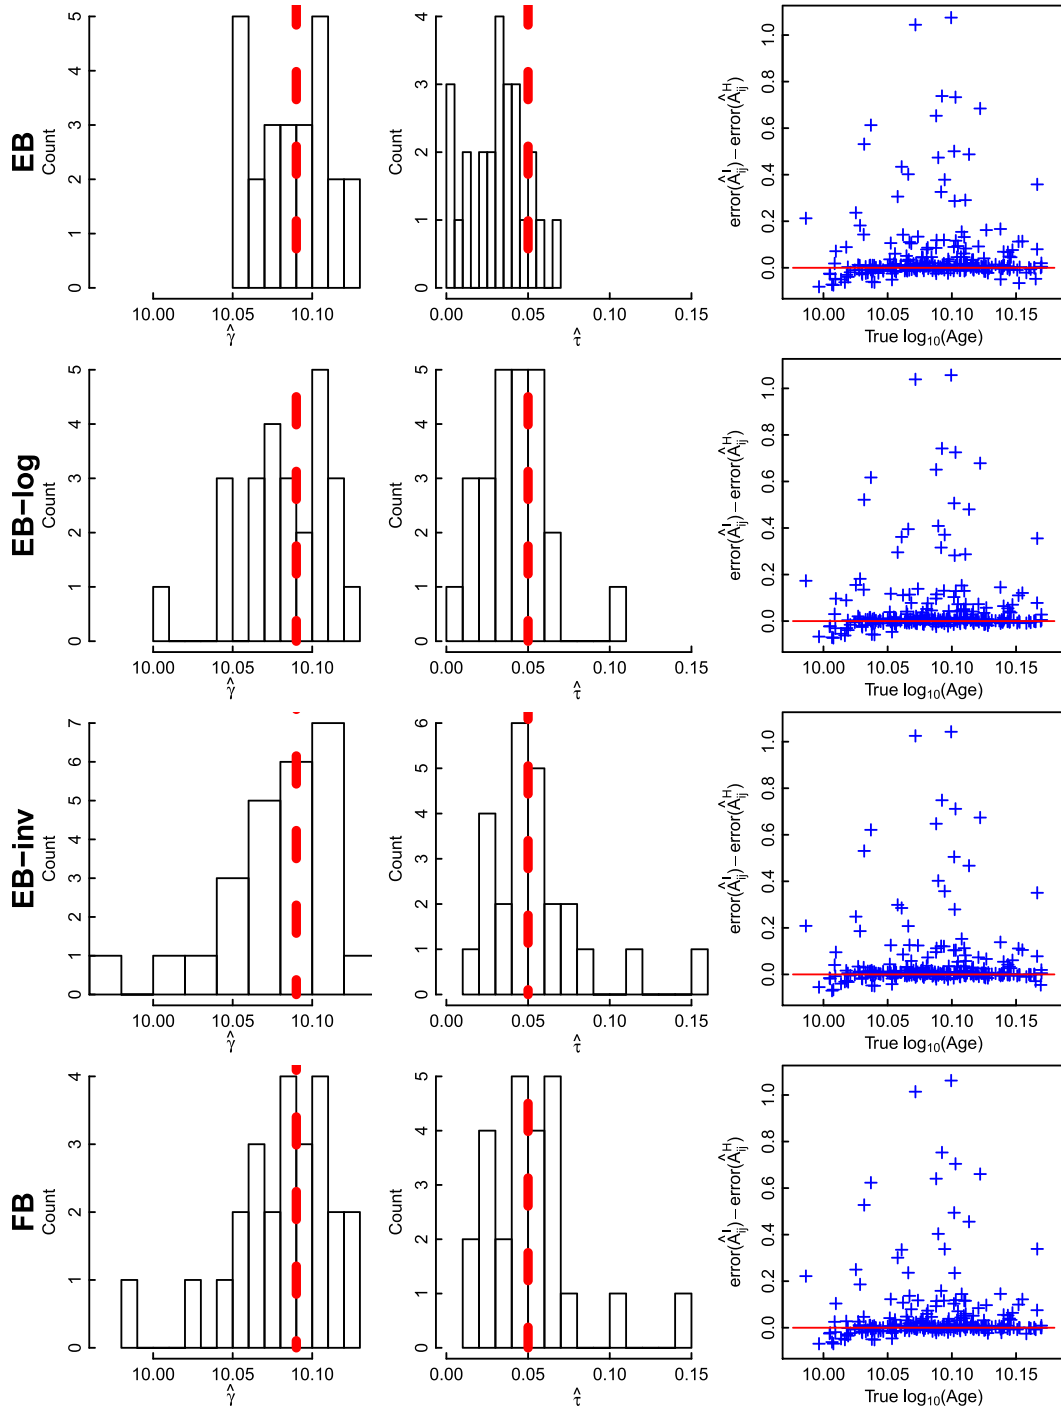 EB
Count
0 1 2 3 4 5
10.00 10.05 10.10
γ̂
Count
0 1 2 3 4
0.00 0.05 0.10 0.15
τ̂
error(Â_ij^I) − error(Â_ij^H)
0.0 0.2 0.4 0.6 0.8 1.0
10.00 10.05 10.10 10.15
True log₁₀(Age)
EB−log
Count
0 1 2 3 4 5
10.00 10.05 10.10
γ̂
Count
0 1 2 3 4 5
0.00 0.05 0.10 0.15
τ̂
error(Â_ij^I) − error(Â_ij^H)
0.0 0.2 0.4 0.6 0.8 1.0
10.00 10.05 10.10 10.15
True log₁₀(Age)
EB−inv
Count
0 1 2 3 4 5 6 7
10.00 10.05 10.10
γ̂
Count
0 1 2 3 4 5 6
0.00 0.05 0.10 0.15
τ̂
error(Â_ij^I) − error(Â_ij^H)
0.0 0.2 0.4 0.6 0.8 1.0
10.00 10.05 10.10 10.15
True log₁₀(Age)
FB
Count
0 1 2 3 4
10.00 10.05 10.10
γ̂
Count
0 1 2 3 4 5
0.00 0.05 0.10 0.15
τ̂
error(Â_ij^I) − error(Â_ij^H)
0.0 0.2 0.4 0.6 0.8 1.0
10.00 10.05 10.10 10.15
True log₁₀(Age)